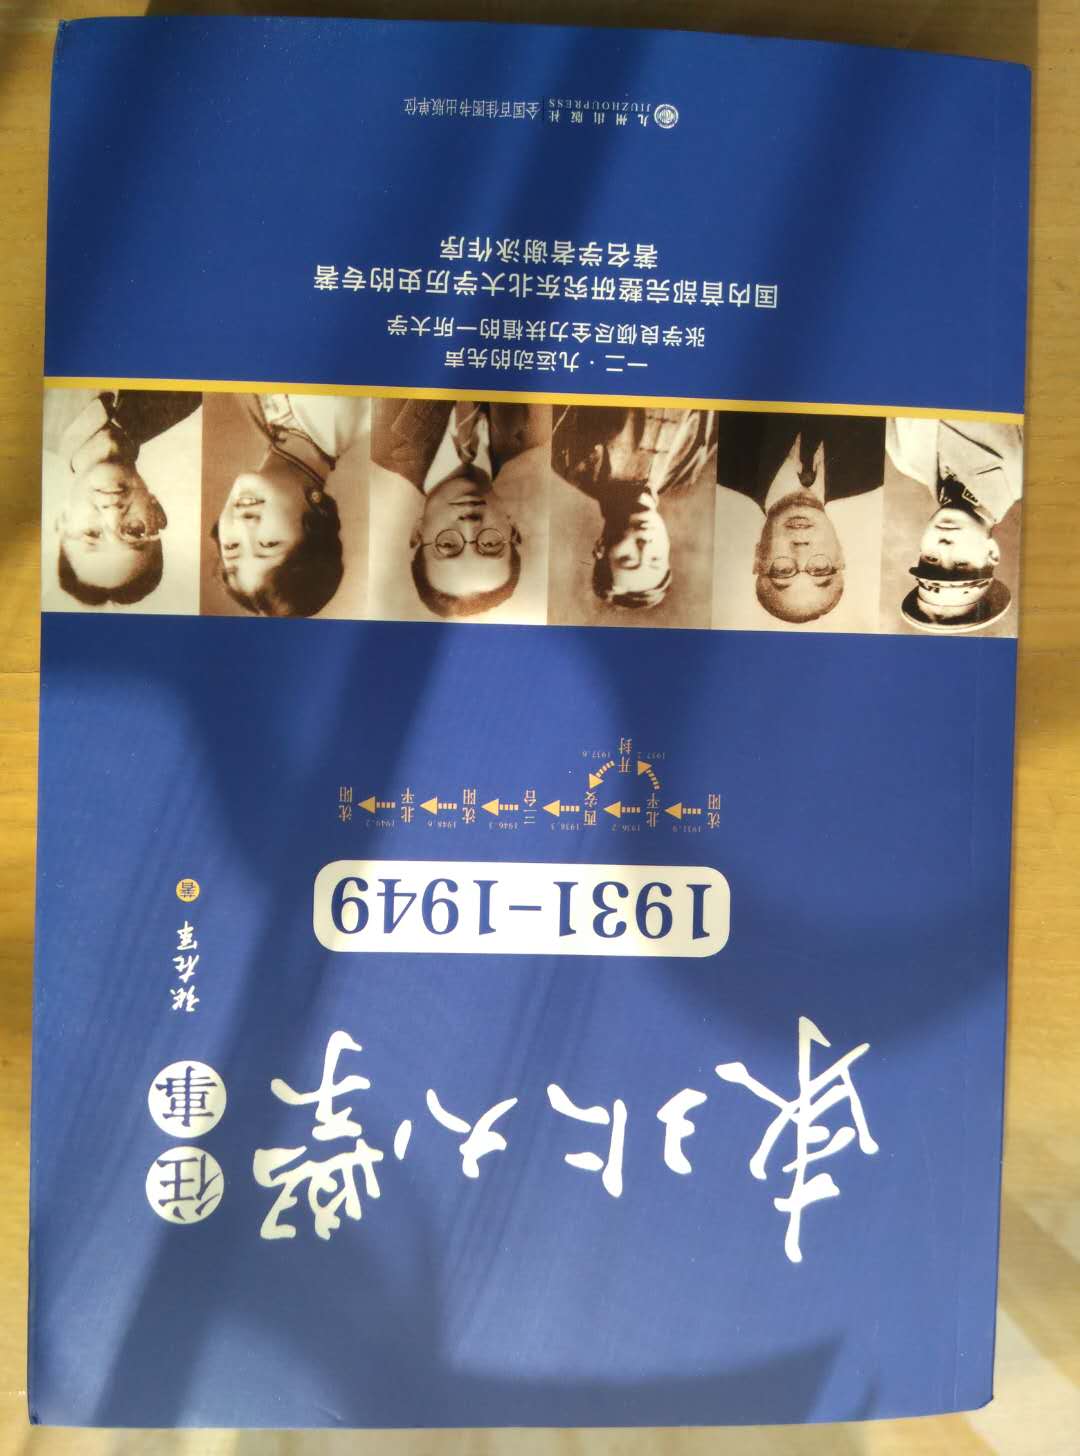 東北大學
往事
张在军 著
1931-1949
1931.9 1936.2 1938.3 1946.3 1948.6 1949.2
沈阳 北平 西安 三台 沈阳 北平 沈阳
1937.2 1937.6
开封
一二·九运动的先声
张学良倾尽全力扶植的一所大学
国内首部完整研究东北大学历史的专著
著名学者谢泳作序
九州出版社 全国百佳图书出版单位
JIUZHOUPRESS